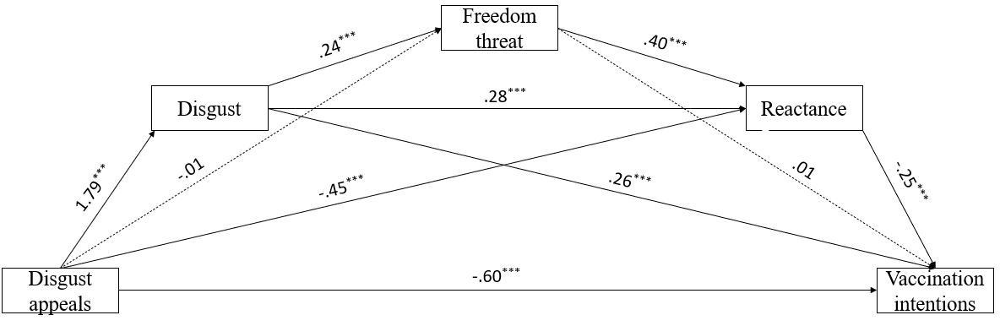 Freedom
threat
.24***
.40***
Disgust
.28***
Reactance
1.79***
-.01
-.45***
.26***
.01
-.25***
Disgust
appeals
-.60***
Vaccination
intentions